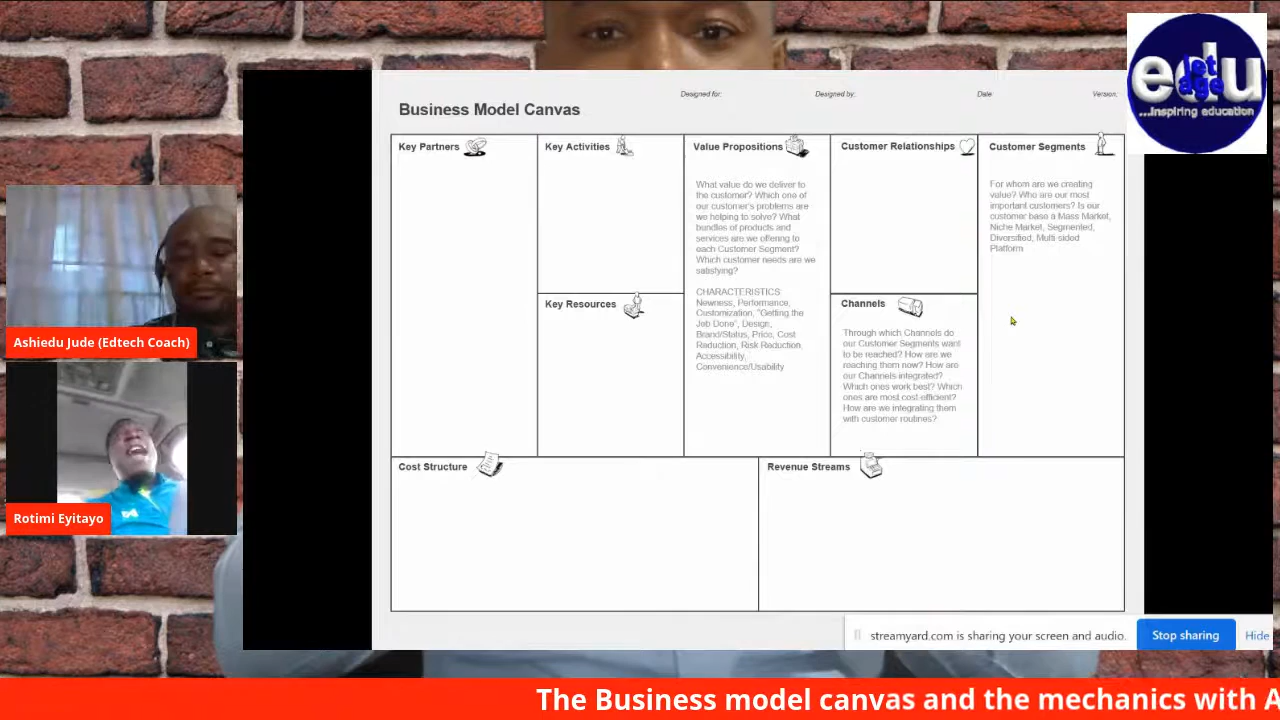 edu
jet
age
...inspiring education
Designed for:
Designed by:
Date
Version:
Business Model Canvas
Key Partners
Key Activities
Value Propositions
Customer Relationships
Customer Segments
What value do we deliver to
the customer? Which one of
our customer's problems are
we helping to solve? What
bundles of products and
services are we offering to
each Customer Segment?
Which customer needs are we
satisfying?
CHARACTERISTICS:
Newness, Performance,
Customization, "Getting the
Job Done", Design,
Brand/Status, Price, Cost
Reduction, Risk Reduction,
Accessibility,
Convenience/Usability
For whom are we creating
value? Who are our most
important customers? Is our
customer base a Mass Market,
Niche Market, Segmented,
Diversified, Multi-sided
Platform
Key Resources
Channels
Through which Channels do
our Customer Segments want
to be reached? How are we
reaching them now? How are
our Channels integrated?
Which ones work best? Which
ones are most cost-efficient?
How are we integrating them
with customer routines?
Cost Structure
Revenue Streams
Ashiedu Jude (Edtech Coach)
Rotimi Eyitayo
streamyard.com is sharing your screen and audio.
Stop sharing
Hide
The Business model canvas and the mechanics with A